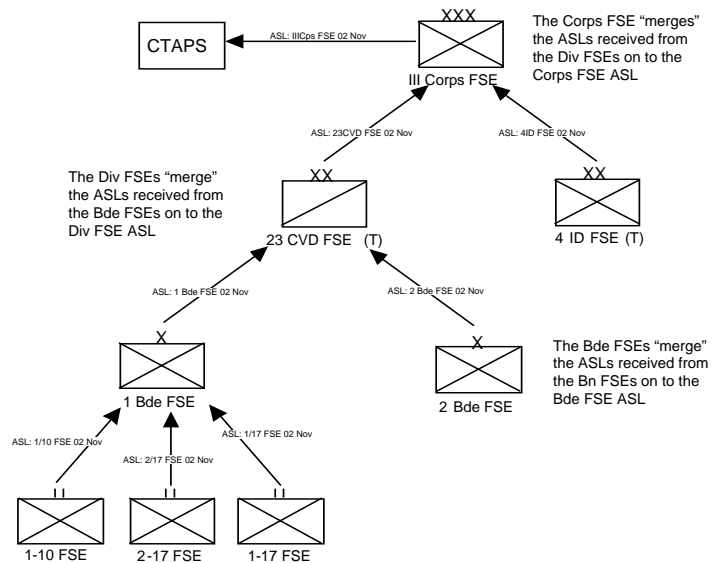 XXX
CTAPS
ASL: IIICps FSE 02 Nov
The Corps FSE “merges”
the ASLs received from
the Div FSEs on to the
Corps FSE ASL
III Corps FSE
ASL: 23CVD FSE 02 Nov
ASL: 4ID FSE 02 Nov
The Div FSEs “merge”
the ASLs received from
the Bde FSEs on to the
Div FSE ASL
XX
XX
23 CVD FSE (T)
4 ID FSE (T)
ASL: 1 Bde FSE 02 Nov
ASL: 2 Bde FSE 02 Nov
X
X
The Bde FSEs “merge”
the ASLs received from
the Bn FSEs on to the
Bde FSE ASL
1 Bde FSE
2 Bde FSE
ASL: 1/10 FSE 02 Nov
ASL: 2/17 FSE 02 Nov
ASL: 1/17 FSE 02 Nov
II
II
II
1-10 FSE
2-17 FSE
1-17 FSE